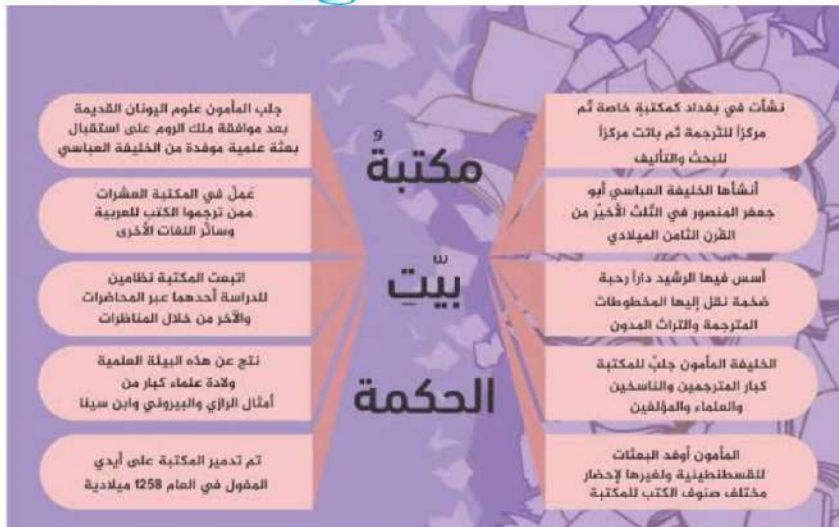 مكتبةُ
بيّتِ
الحكمة
نشأت في بغداد كمكتبةٍ خاصة ثم
مركزاً للترجمة ثم باتت مركزاً
للبحث والتأليف
أنشأها الخليفة العباسي أبو
جعفر المنصور في الثلث الأخيّر من
القرن الثامن الميلادي
أسس فيها الرشيد داراً رحبة
ضخمة نقل إليها المخطوطات
المترجمة والتراث المدون
الخليفة المأمون جلبّ للمكتبة
كبار المترجمين والناسخين
والعلماء والمؤلفين
المأمون أوفد البعثات
للقسطنطينية ولغيرها لإحضار
مختلف صنوف الكتب للمكتبة
جلب المأمون علوم اليونان القديمة
بعد موافقة ملك الروم على استقبال
بعثة علمية موفدة من الخليفة العباسي
عَمِلّ في المكتبة العشرات
ممن ترجموا الكتب للعربية
وسائر اللغات الأخرى
اتبعت المكتبة نظامين
للدراسة أحدهما عبر المحاضرات
والآخر من خلال المناظرات
نتج عن هذه البيئة العلمية
ولادة علماء كبار من
أمثال الرازي والبيروني وابن سينا
تم تدمير المكتبة على أيدي
المغول في العام 1258 ميلادية